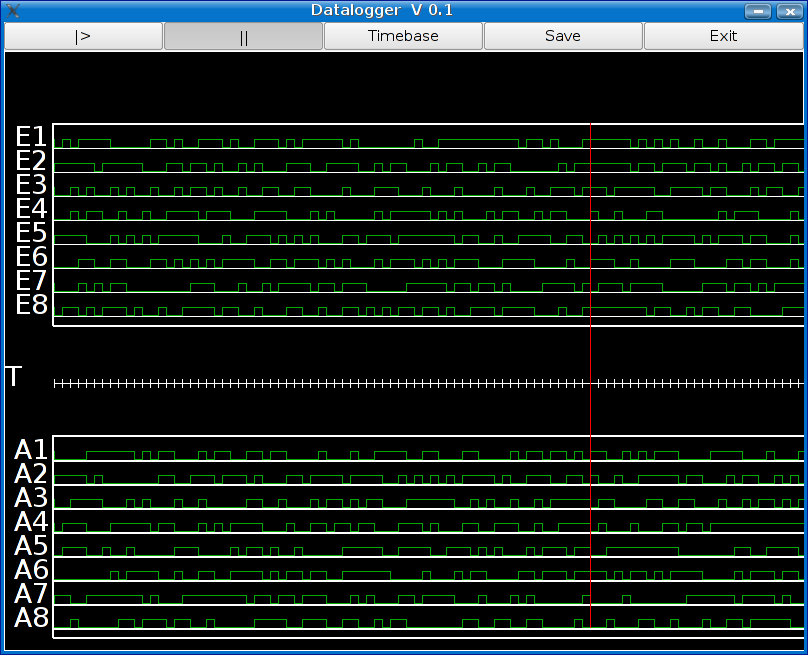 Datalogger V 0.1
|> || Timebase Save Exit
E1
E2
E3
E4
E5
E6
E7
E8
T
A1
A2
A3
A4
A5
A6
A7
A8